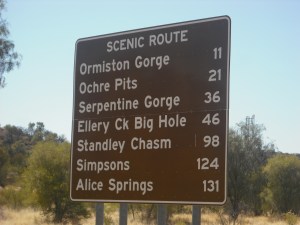 SCENIC ROUTE
Ormiston Gorge 11
Ochre Pits 21
Serpentine Gorge 36
Ellery Ck Big Hole 46
Standley Chasm 98
Simpsons 124
Alice Springs 131